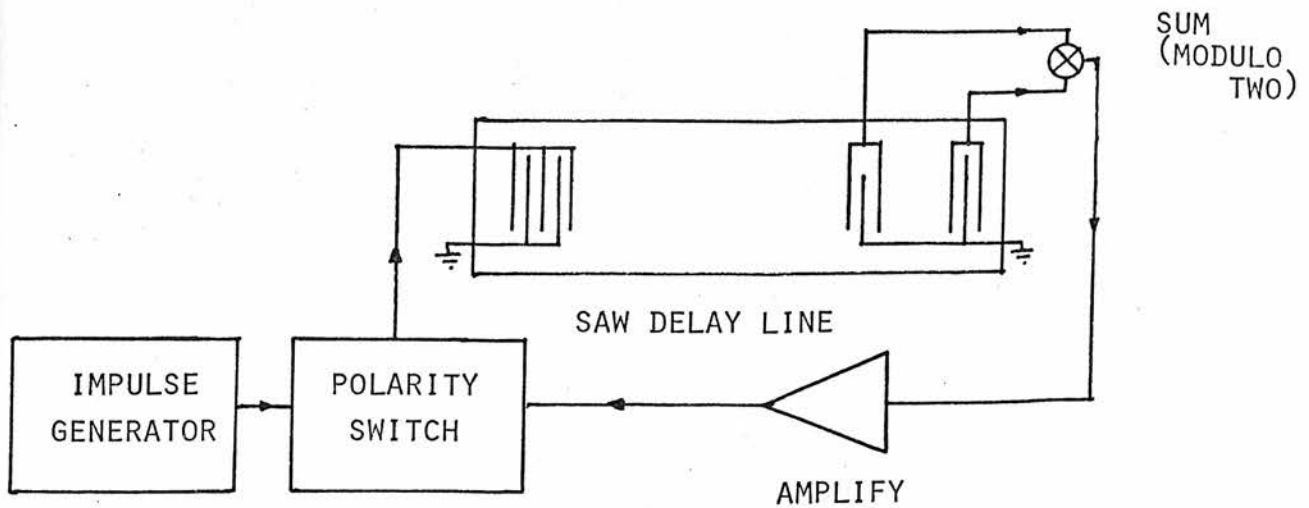 SUM
(MODULO
TWO)
SAW DELAY LINE
IMPULSE
GENERATOR
POLARITY
SWITCH
AMPLIFY